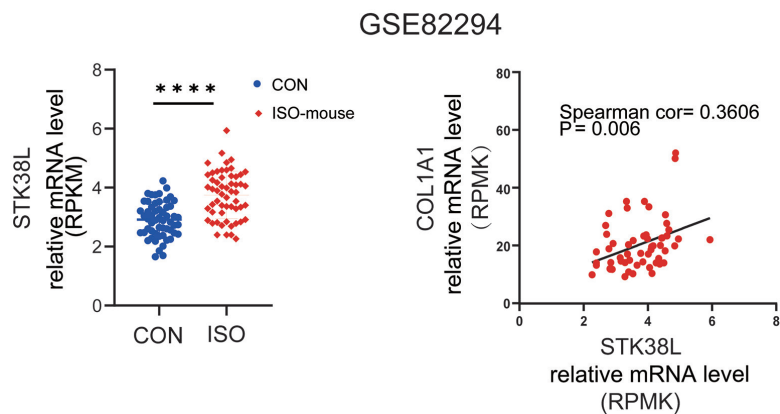 GSE82294
STK38L
relative mRNA level
(RPKM)
8
6
4
2
0
****
CON
ISO-mouse
CON
ISO
COL1A1
relative mRNA level
(RPMK)
80
60
40
20
0
Spearman cor= 0.3606
P= 0.006
0
2
4
6
8
STK38L
relative mRNA level
(RPMK)